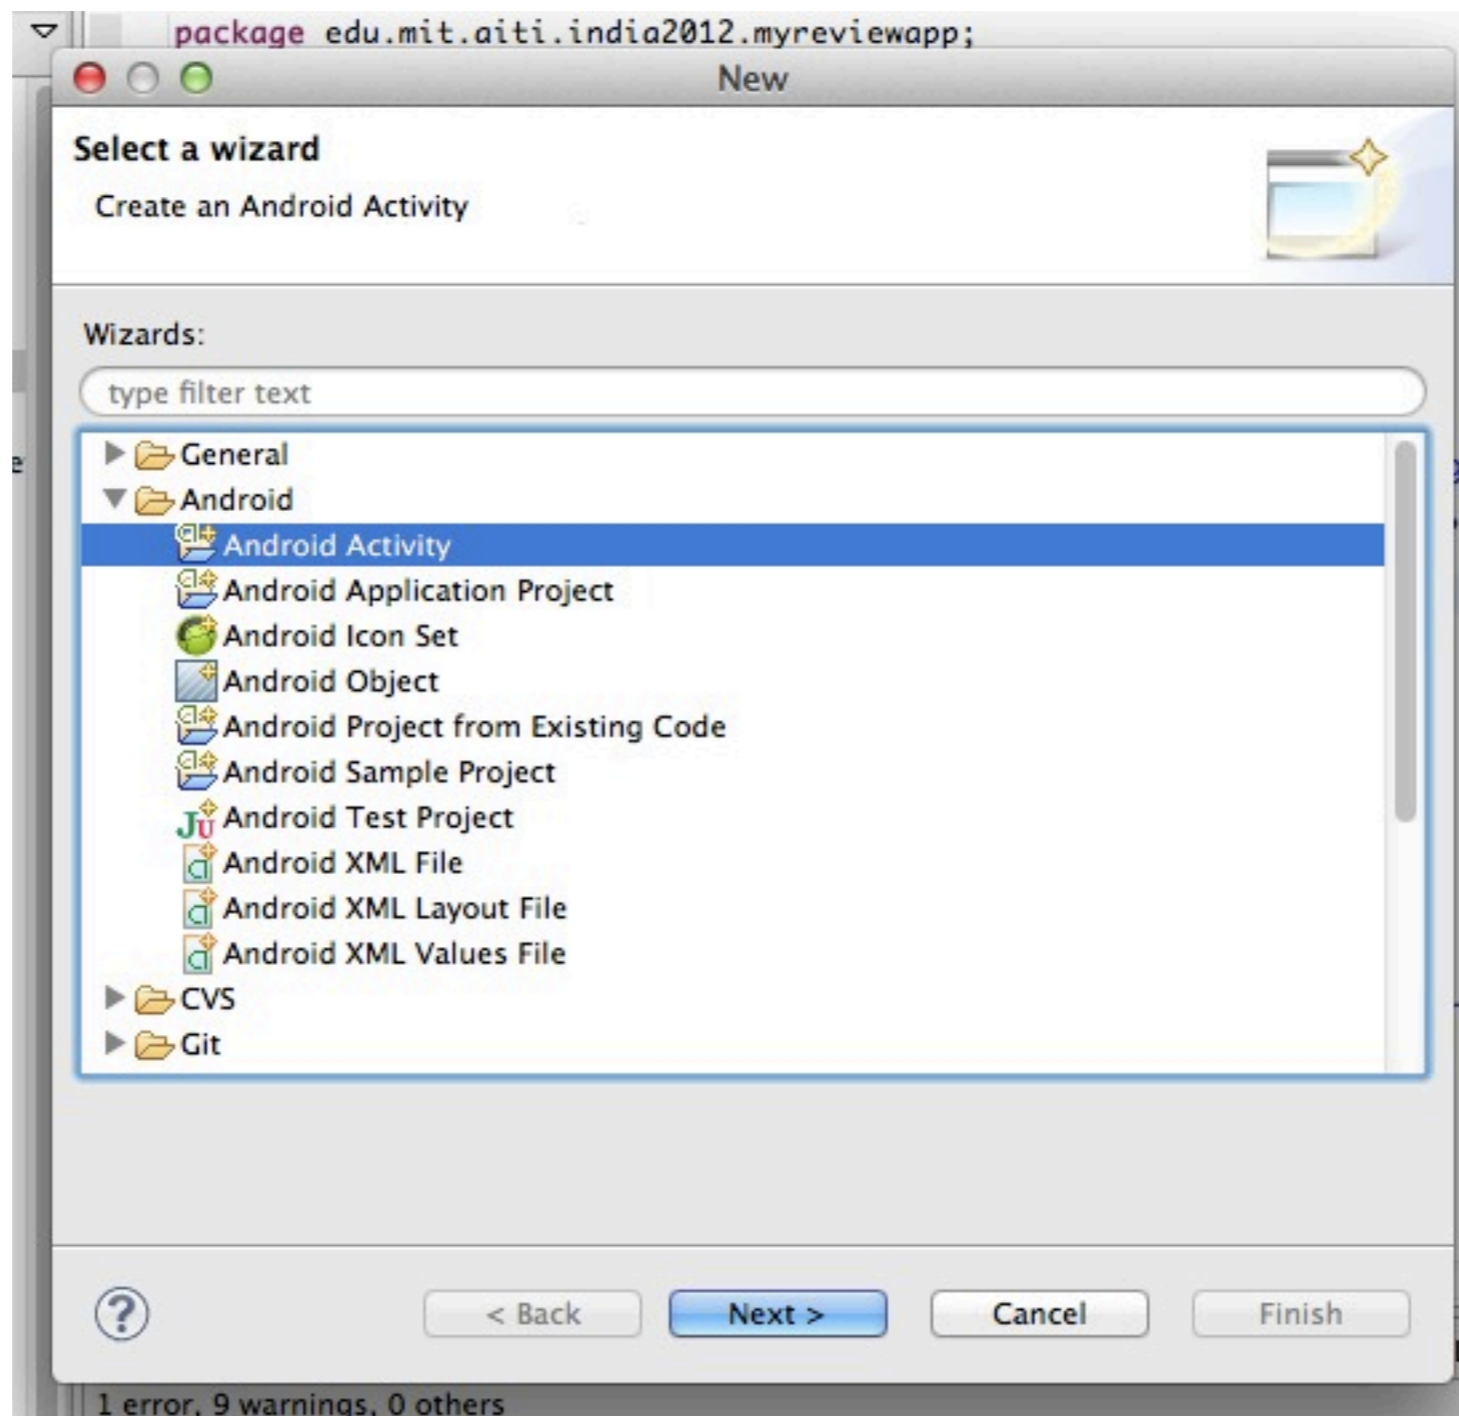 package edu.mit.aiti.india2012.myreviewapp;
New
Select a wizard
Create an Android Activity
Wizards:
type filter text
General
Android
Android Activity
Android Application Project
Android Icon Set
Android Object
Android Project from Existing Code
Android Sample Project
Android Test Project
Android XML File
Android XML Layout File
Android XML Values File
CVS
Git
?
< Back Next > Cancel Finish
1 error, 9 warnings, 0 others